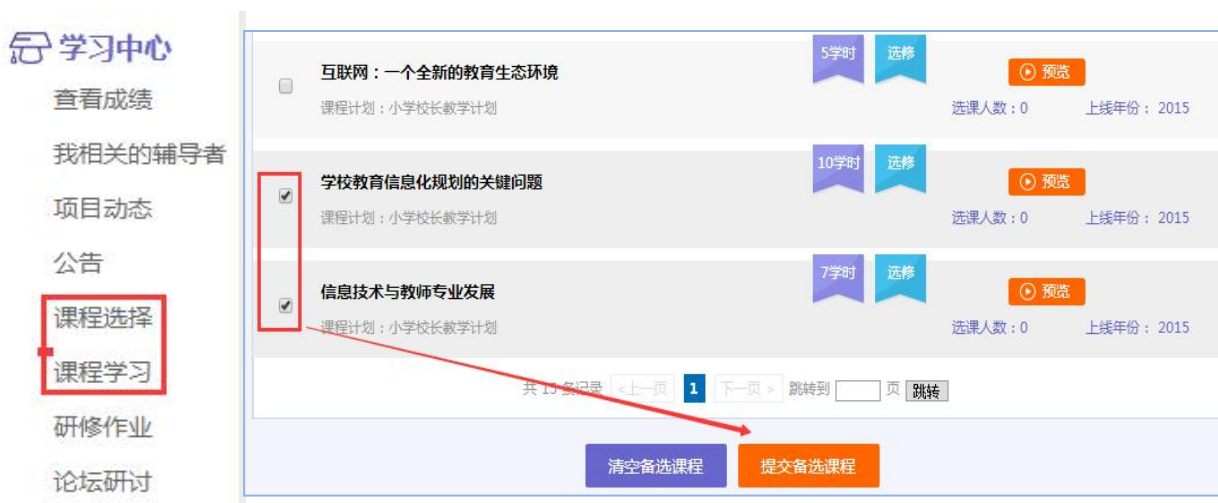 学习中心
查看成绩
我相关的辅导者
项目动态
公告
课程选择
课程学习
研修作业
论坛研讨
互联网：一个全新的教育生态环境
5学时 选修
预览
课程计划：小学校长教学计划
选课人数：0 上线年份： 2015
学校教育信息化规划的关键问题
10学时 选修
预览
课程计划：小学校长教学计划
选课人数：0 上线年份： 2015
信息技术与教师专业发展
7学时 选修
预览
课程计划：小学校长教学计划
选课人数：0 上线年份： 2015
共 条记录 <上一页 1 下一页 > 跳转到 页 跳转
清空备选课程 提交备选课程